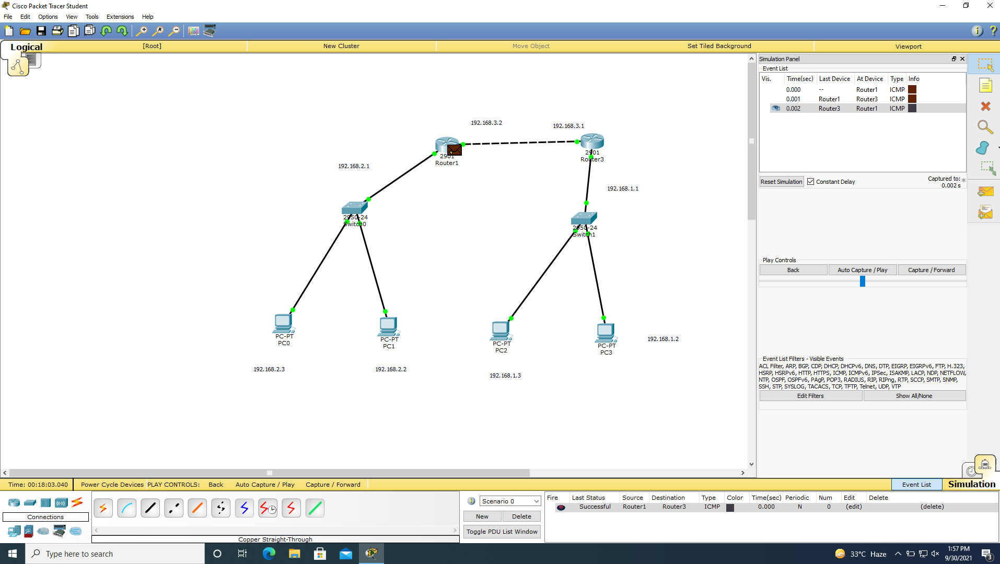 Cisco Packet Tracer Student
File Edit Options View Tools Extensions Help
Logical [Root] New Cluster Move Object Set Tiled Background Viewport
Simulation Panel
Event List
Vis. Time(sec) Last Device At Device Type Info
0.000 -- Router1 ICMP
0.001 Router1 Router3 ICMP
0.002 Router3 Router1 ICMP
Reset Simulation Constant Delay Captured to: *
0.002 s
192.168.3.2
192.168.3.1
2901
Router1
2901
Router3
192.168.2.1
192.168.1.1
2950-24
Switch0
2950-24
Switch1
PC-PT
PC0
PC-PT
PC1
PC-PT
PC2
PC-PT
PC3
192.168.1.2
192.168.2.3
192.168.2.2
192.168.1.3
Play Controls
Back Auto Capture / Play Capture / Forward
Event List Filters - Visible Events
ACL Filter, ARP, BGP, CDP, DHCP, DHCPv6, DNS, DTP, EIGRP, EIGRPv6, FTP, H.323,
HSRP, HSRPv6, HTTP, HTTPS, ICMP, ICMPv6, IPSec, ISAKMP, LACP, NDP, NETFLOW,
NTP, OSPF, OSPFv6, PAgP, POP3, RADIUS, RIP, RIPng, RTP, SCCP, SMTP, SNMP,
SSH, STP, SYSLOG, TACACS, TCP, TFTP, Telnet, UDP, VTP
Edit Filters Show All/None
Time: 00:18:03.040 Power Cycle Devices PLAY CONTROLS: Back Auto Capture / Play Capture / Forward Event List Simulation
Connections
Copper Straight-Through
Scenario 0
New Delete
Toggle PDU List Window
Fire Last Status Source Destination Type Color Time(sec) Periodic Num Edit Delete
Successful Router1 Router3 ICMP 0.000 N 0 (edit) (delete)
Type here to search
33°C Haze
1:57 PM
9/30/2021
3